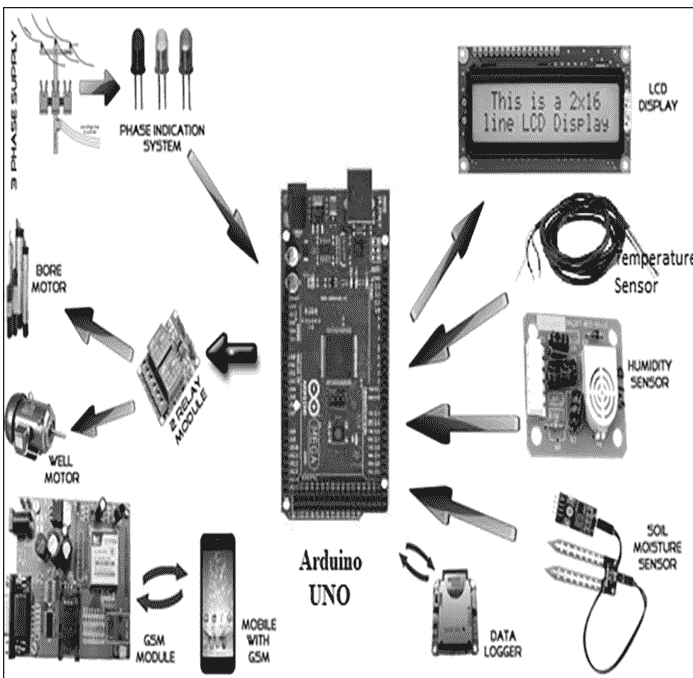 3 PHASE SUPPLY
PHASE INDICATION
SYSTEM
This is a 2x16
line LCD Display
LCD
DISPLAY
Temperature
Sensor
BORE
MOTOR
2 RELAY
MODULE
HUMIDITY
SENSOR
WELL
MOTOR
MEGA
SOIL
MOISTURE
SENSOR
Arduino
UNO
GSM
MODULE
MOBILE
WITH
GSM
DATA
LOGGER